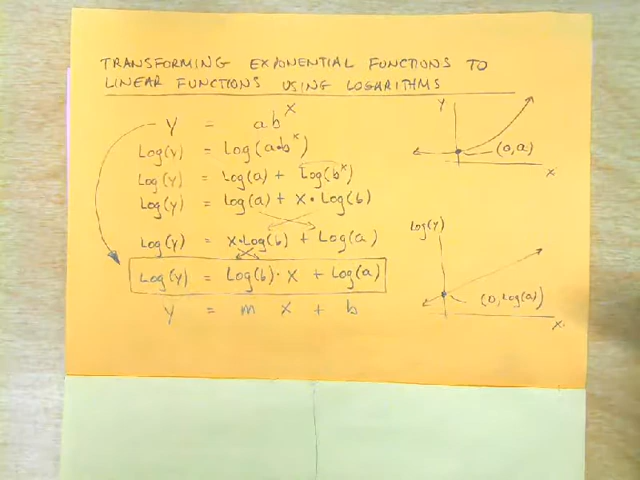 TRANSFORMING EXPONENTIAL FUNCTIONS TO
LINEAR FUNCTIONS USING LOGARITHMS
y = ab^x
Log(y) = Log(a·b^x)
Log(y) = Log(a) + Log(b^x)
Log(y) = Log(a) + x·Log(b)
Log(y) = x·Log(b) + Log(a)
Log(y) = Log(b)·x + Log(a)
y = m x + b
y
(0,a)
x
Log(y)
(0,Log(a))
x